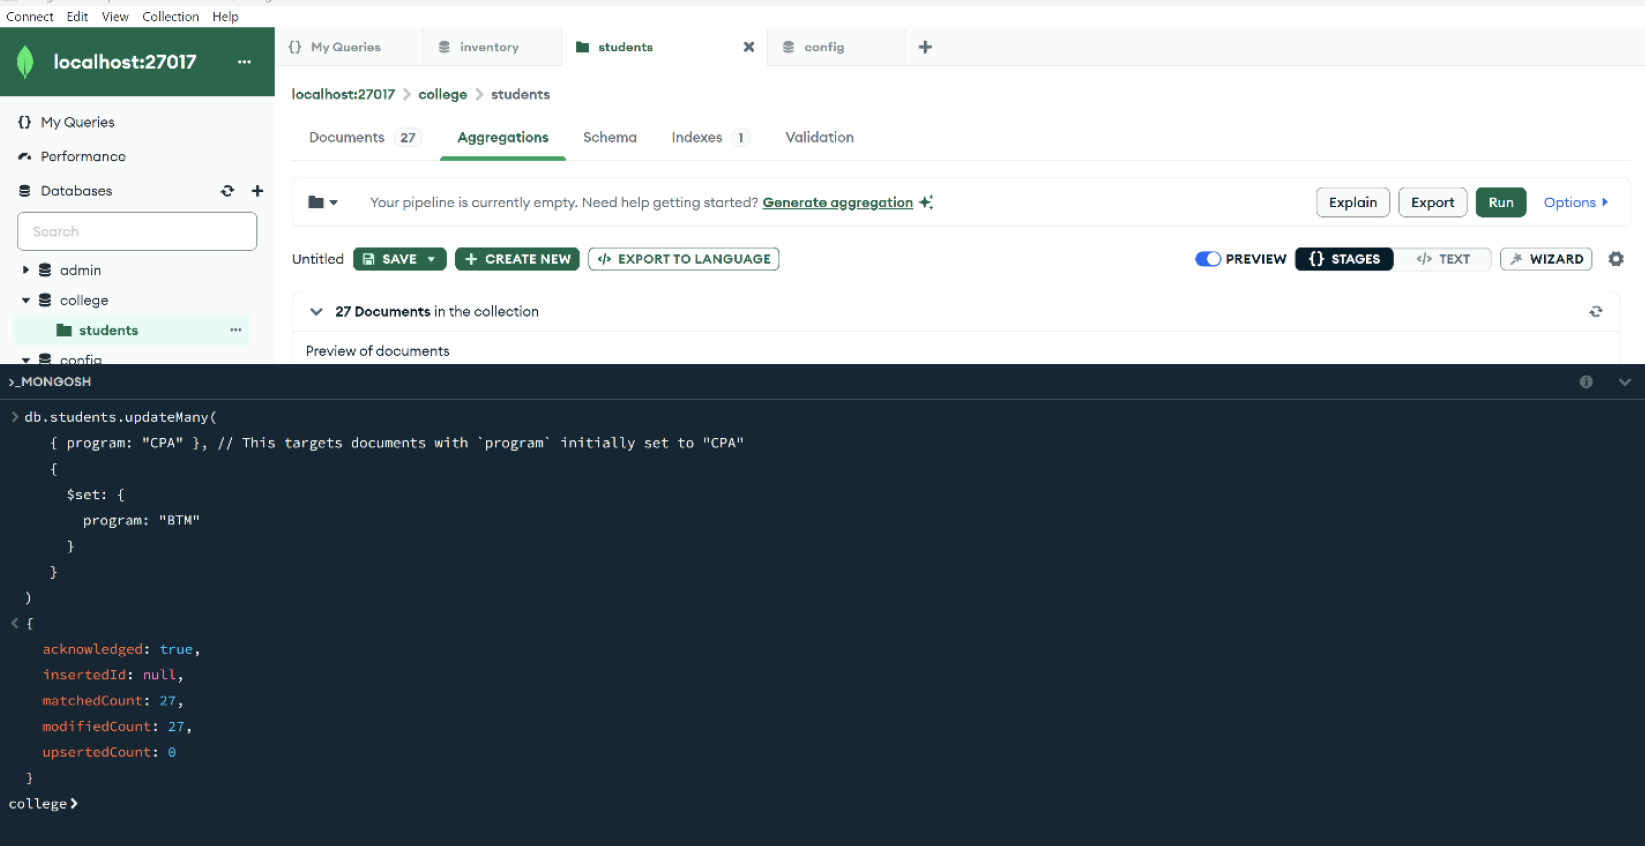 Connect Edit View Collection Help
localhost:27017 ...
{} My Queries
Performance
Databases
Search
admin
college
students ...
config
{} My Queries inventory students config
localhost:27017 > college > students
Documents 27 Aggregations Schema Indexes 1 Validation
Your pipeline is currently empty. Need help getting started? Generate aggregation
Explain Export Run Options
Untitled SAVE + CREATE NEW </> EXPORT TO LANGUAGE
PREVIEW {} STAGES </> TEXT WIZARD
27 Documents in the collection
Preview of documents
>_MONGOSH
> db.students.updateMany(
{ program: "CPA" }, // This targets documents with `program` initially set to "CPA"
{
$set: {
program: "BTM"
}
}
)
< {
acknowledged: true,
insertedId: null,
matchedCount: 27,
modifiedCount: 27,
upsertedCount: 0
}
college>